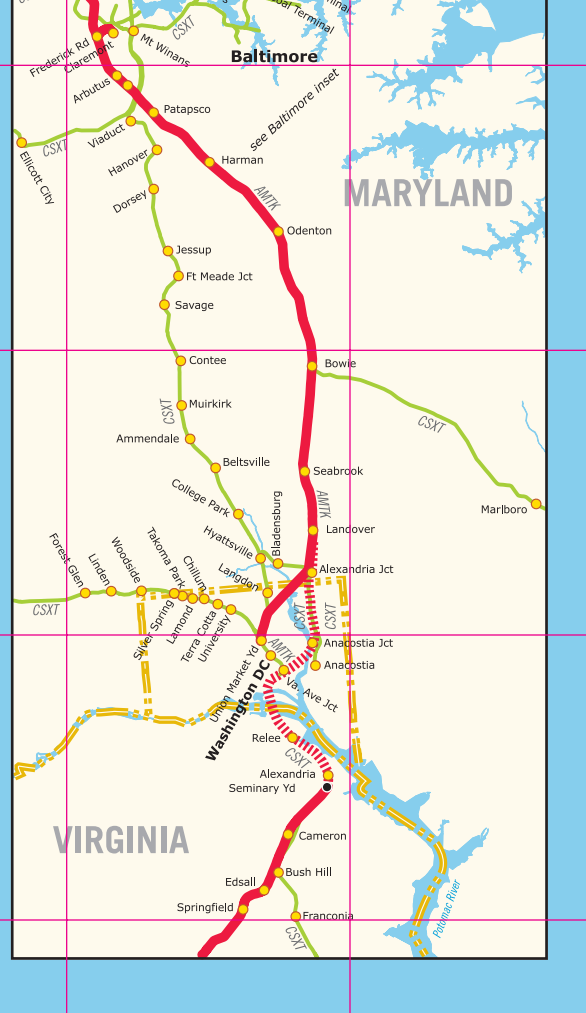 CSXT
Terminal
Terminal
Frederick Rd
Claremont
Mt Winans
Baltimore
Arbutus
Patapsco
see Baltimore inset
CSXT
Viaduct
Ellicott City
Hanover
Harman
MARYLAND
AMTK
Dorsey
Odenton
Jessup
Ft Meade Jct
Savage
Contee
Bowie
CSXT
Muirkirk
CSXT
Ammendale
Beltsville
Seabrook
AMTK
College Park
Marlboro
Bladensburg
Landover
Hyattsville
Forest Glen
Linden
Woodside
Takoma Park
Chillum
Langdon
Alexandria Jct
CSXT
Silver Spring
Lamond
Terra Cotta
University
CSXT
CSXT
Anacostia Jct
Union Market Yd
AMTK
Anacostia
Washington DC
Va. Ave Jct
Relee
CSXT
Alexandria
Seminary Yd
VIRGINIA
Cameron
Bush Hill
Edsall
Springfield
Franconia
CSXT
Potomac River